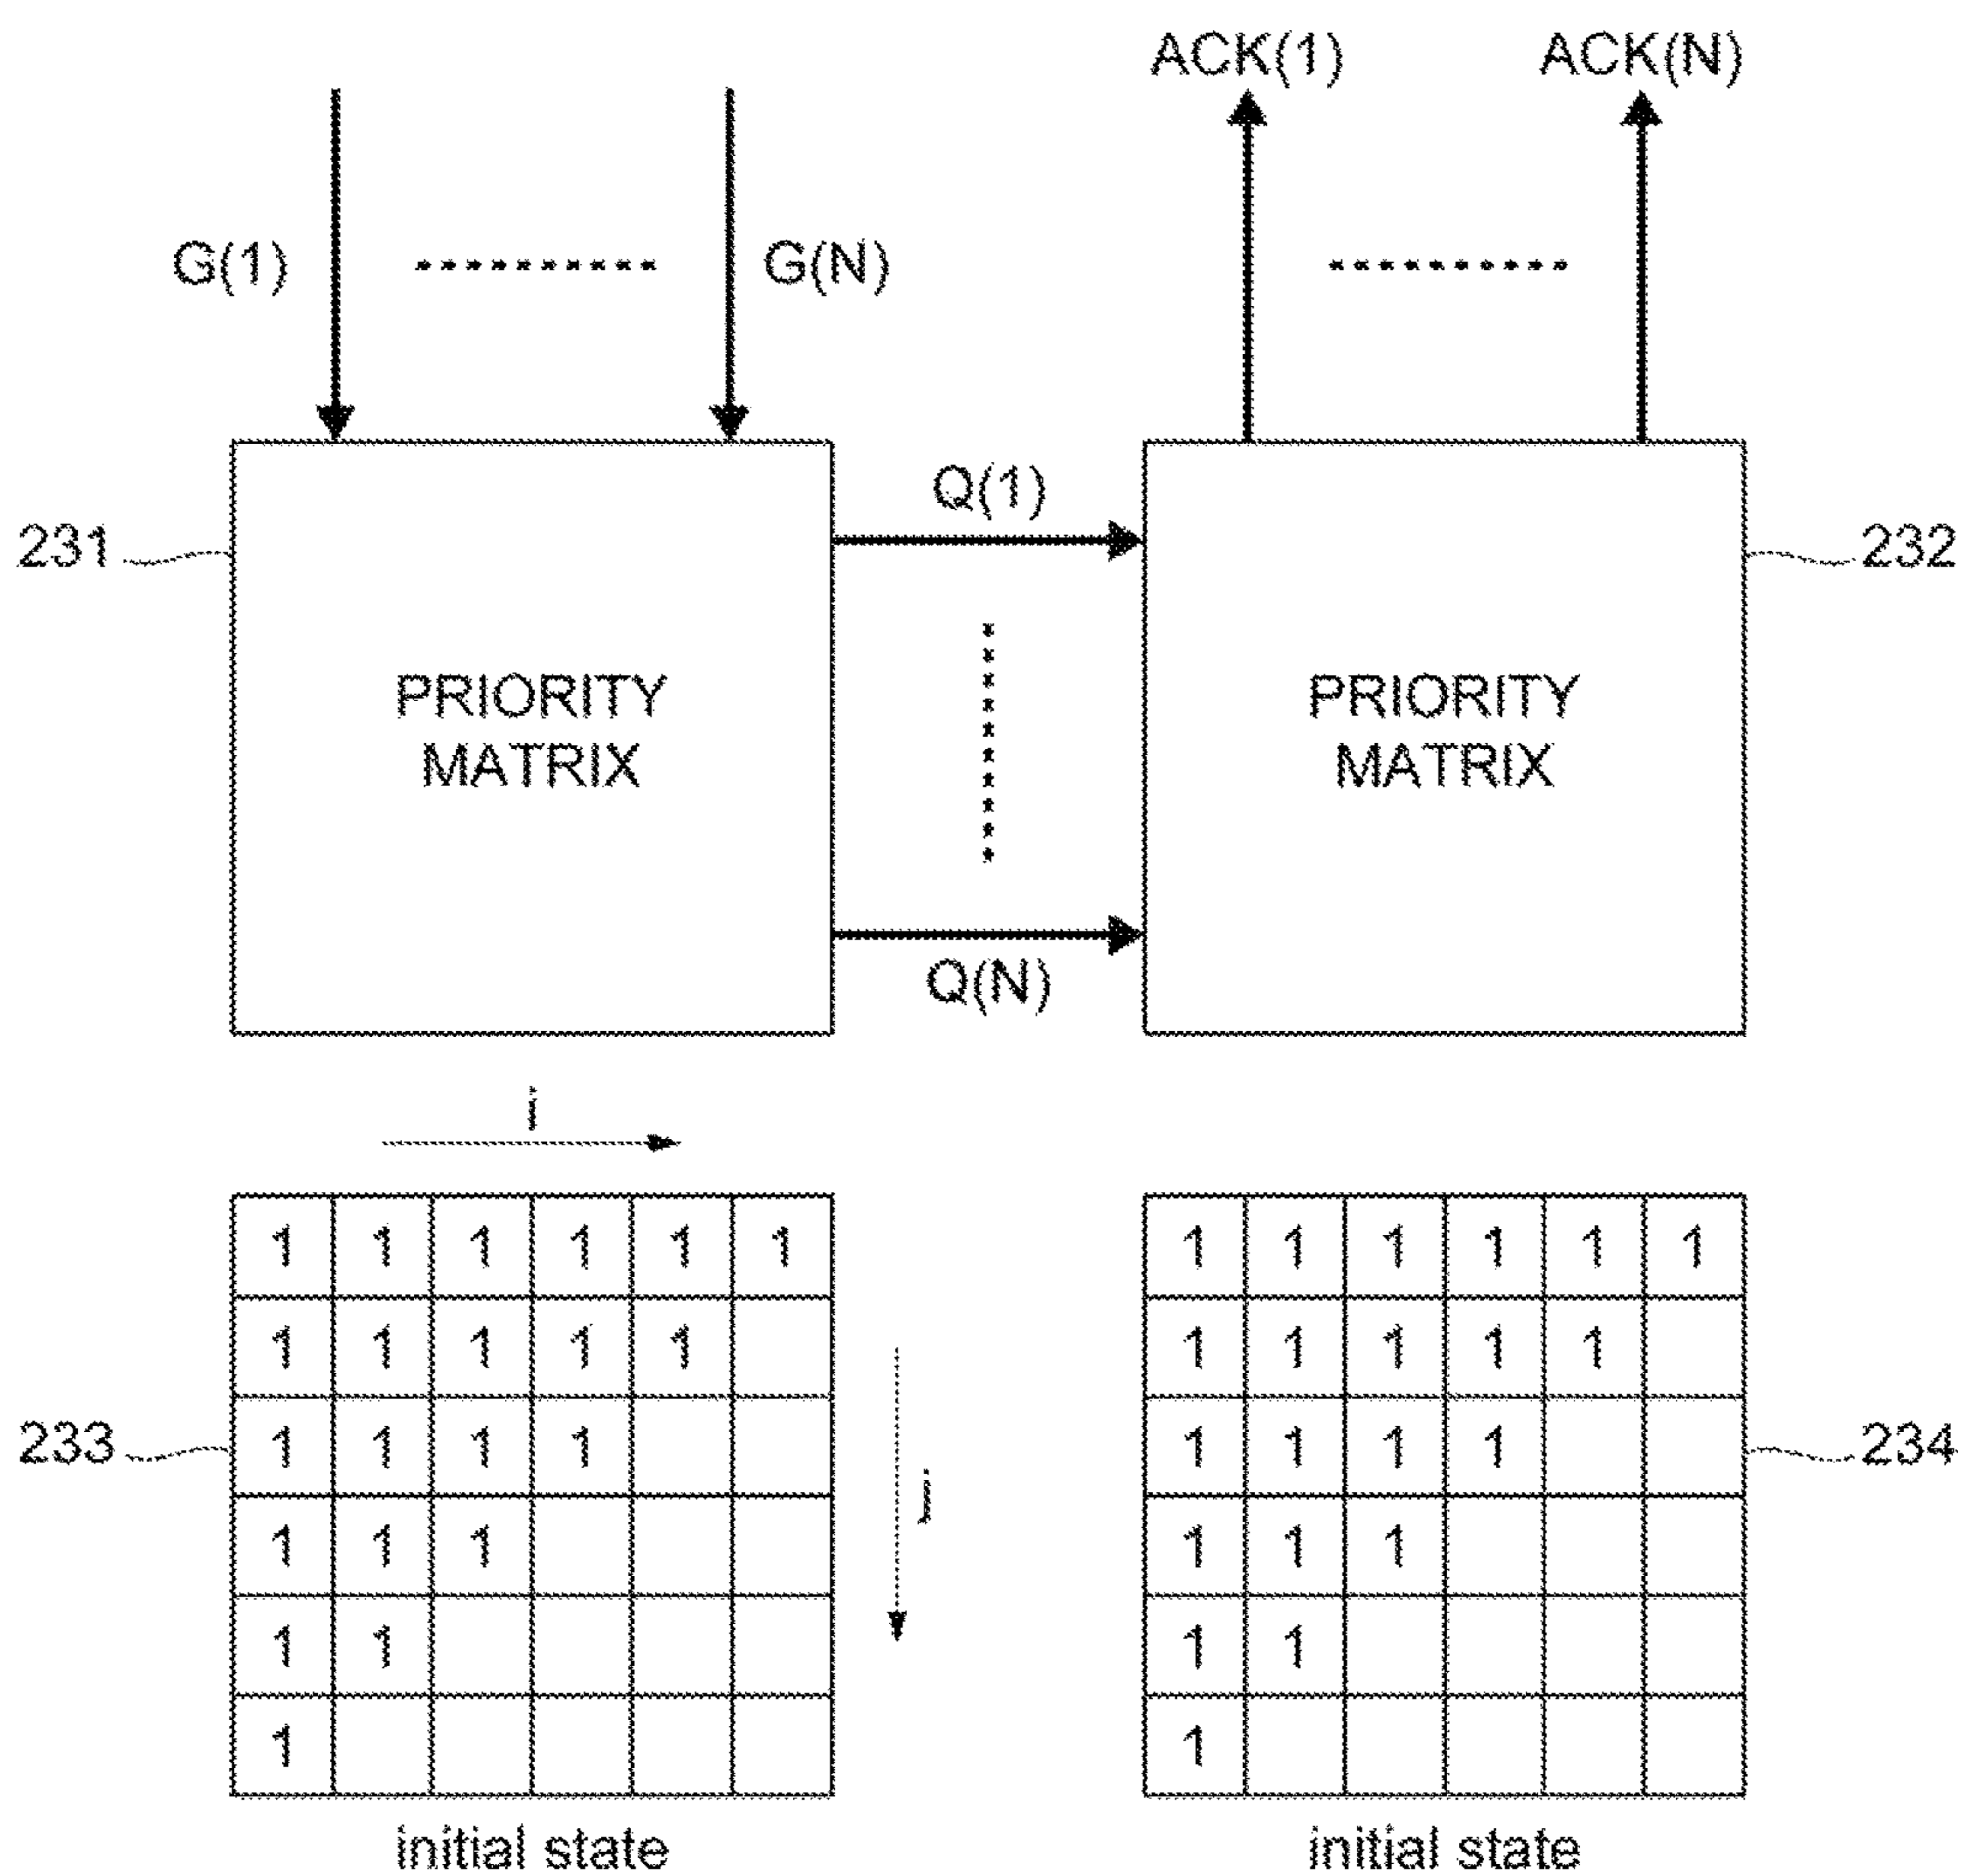 ACK(1) ACK(N)
G(1) G(N)
Q(1)
231 232
PRIORITY MATRIX PRIORITY MATRIX
Q(N)
i
1 1 1 1 1 1 1 1 1 1 1 1
1 1 1 1 1 1 1 1 1 1
233 1 1 1 1 1 1 1 1 234
j
1 1 1 1 1 1
1 1 1 1
1 1
initial state initial state